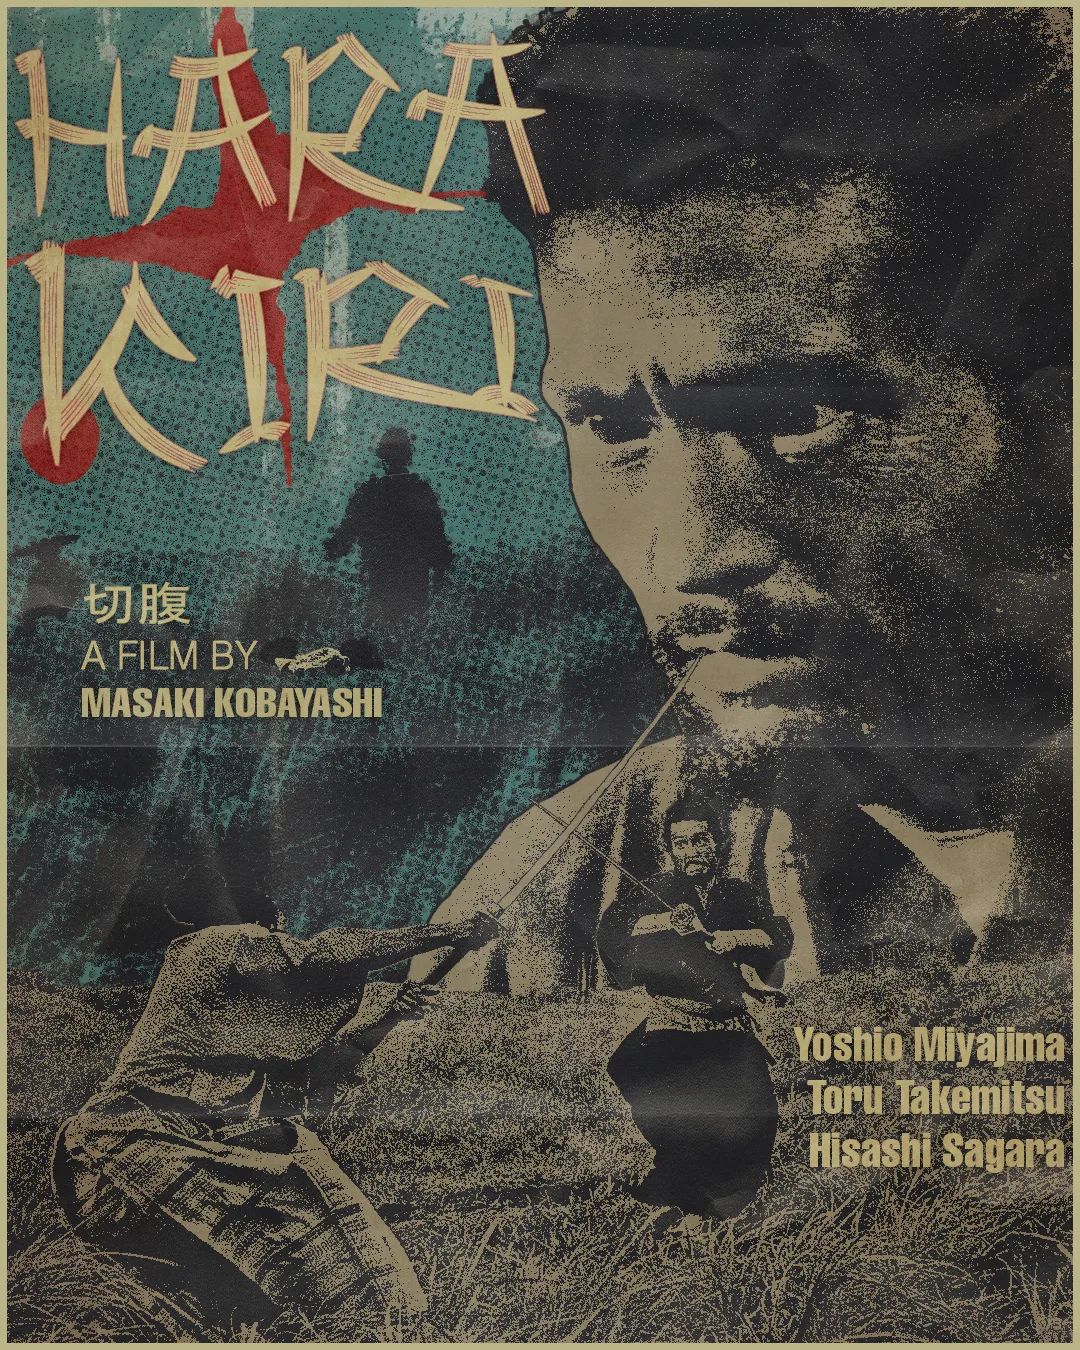 HARA
KIRI
切腹
A FILM BY
MASAKI KOBAYASHI
Yoshio Miyajima
Toru Takemitsu
Hisashi Sagara